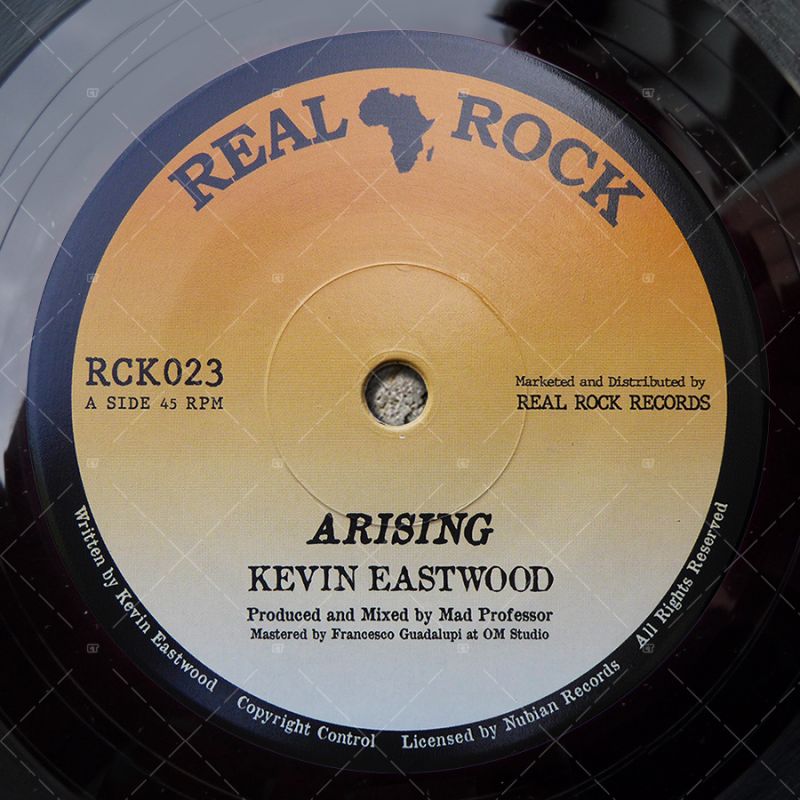 REAL ROCK
RCK023
A SIDE 45 RPM
Marketed and Distributed by
REAL ROCK RECORDS
ARISING
KEVIN EASTWOOD
Produced and Mixed by Mad Professor
Mastered by Francesco Guadalupi at OM Studio
Written by Kevin Eastwood Copyright Control Licensed by Nubian Records All Rights Reserved